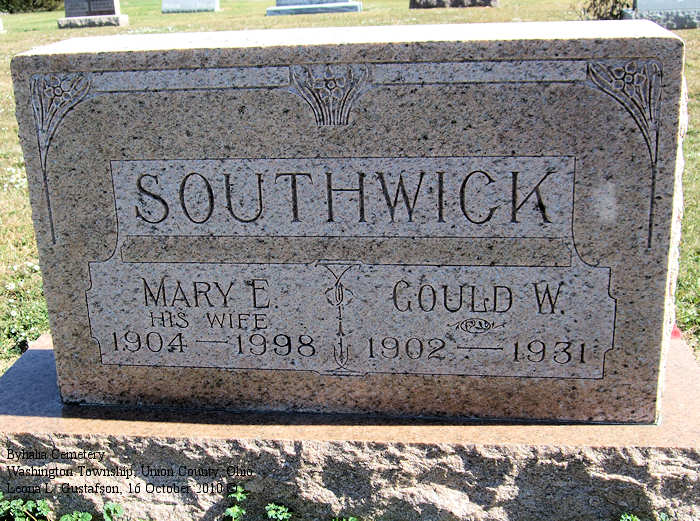 SOUTHWICK
MARY E.
HIS WIFE
1904 — 1998
GOULD W.
1902 — 1931
Byhalia Cemetery
Washington Township, Union County, Ohio
Leona L. Gustafson, 16 October 2010 ©